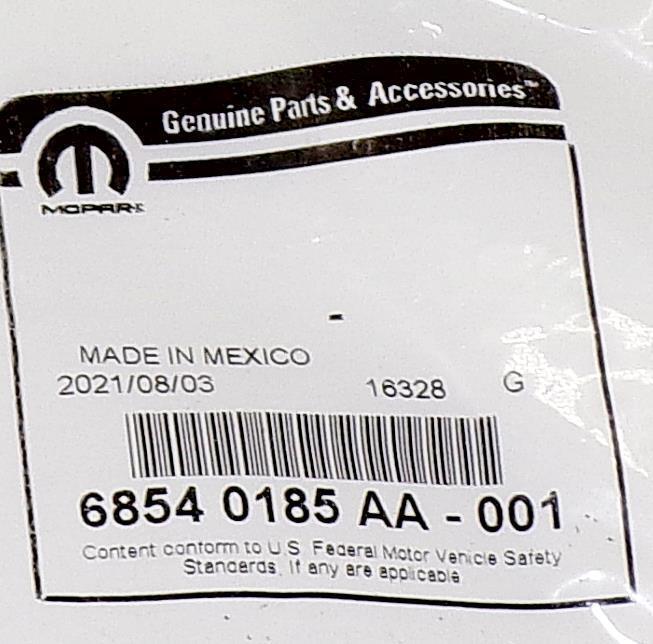 Genuine Parts & Accessories™
MOPAR
MADE IN MEXICO
2021/08/03 16328 G
6854 0185 AA - 001
Content conform to U.S. Federal Motor Vehicle Safety
Standards, If any are applicable